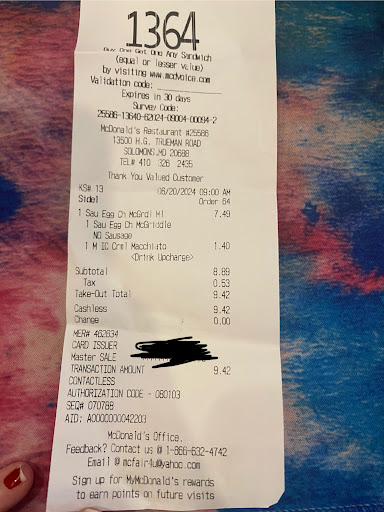 1364
Buy One Get One Any Sandwich
(equal or lesser value)
by visiting www.mcdvoice.com
Validation code: ____________
Expires in 30 days
Survey Code:
25586-13640-62024-09004-00094-2
McDonald's Restaurant #25586
13500 H.G. TRUEMAN ROAD
SOLOMONS,MD 20688
TEL# 410 326 2435
Thank You Valued Customer
KS# 13 06/20/2024 09:00 AM
Side1 Order 64
1 Sau Egg Ch McGrdl Ml 7.49
1 Sau Egg Ch McGriddle
NO Sausage
1 M IC Crml Macchiato 1.40
<Drink Upcharge>
Subtotal 8.89
Tax 0.53
Take-Out Total 9.42
Cashless 9.42
Change 0.00
MER# 462634
CARD ISSUER
Master SALE
TRANSACTION AMOUNT 9.42
CONTACTLESS
AUTHORIZATION CODE - 080103
SEQ# 070788
AID: A0000000042203
McDonald's Office.
Feedback? Contact us @ 1-866-632-4742
Email @ mcfair4u@yahoo.com
Sign up for MyMcDonald's rewards
to earn points on future visits